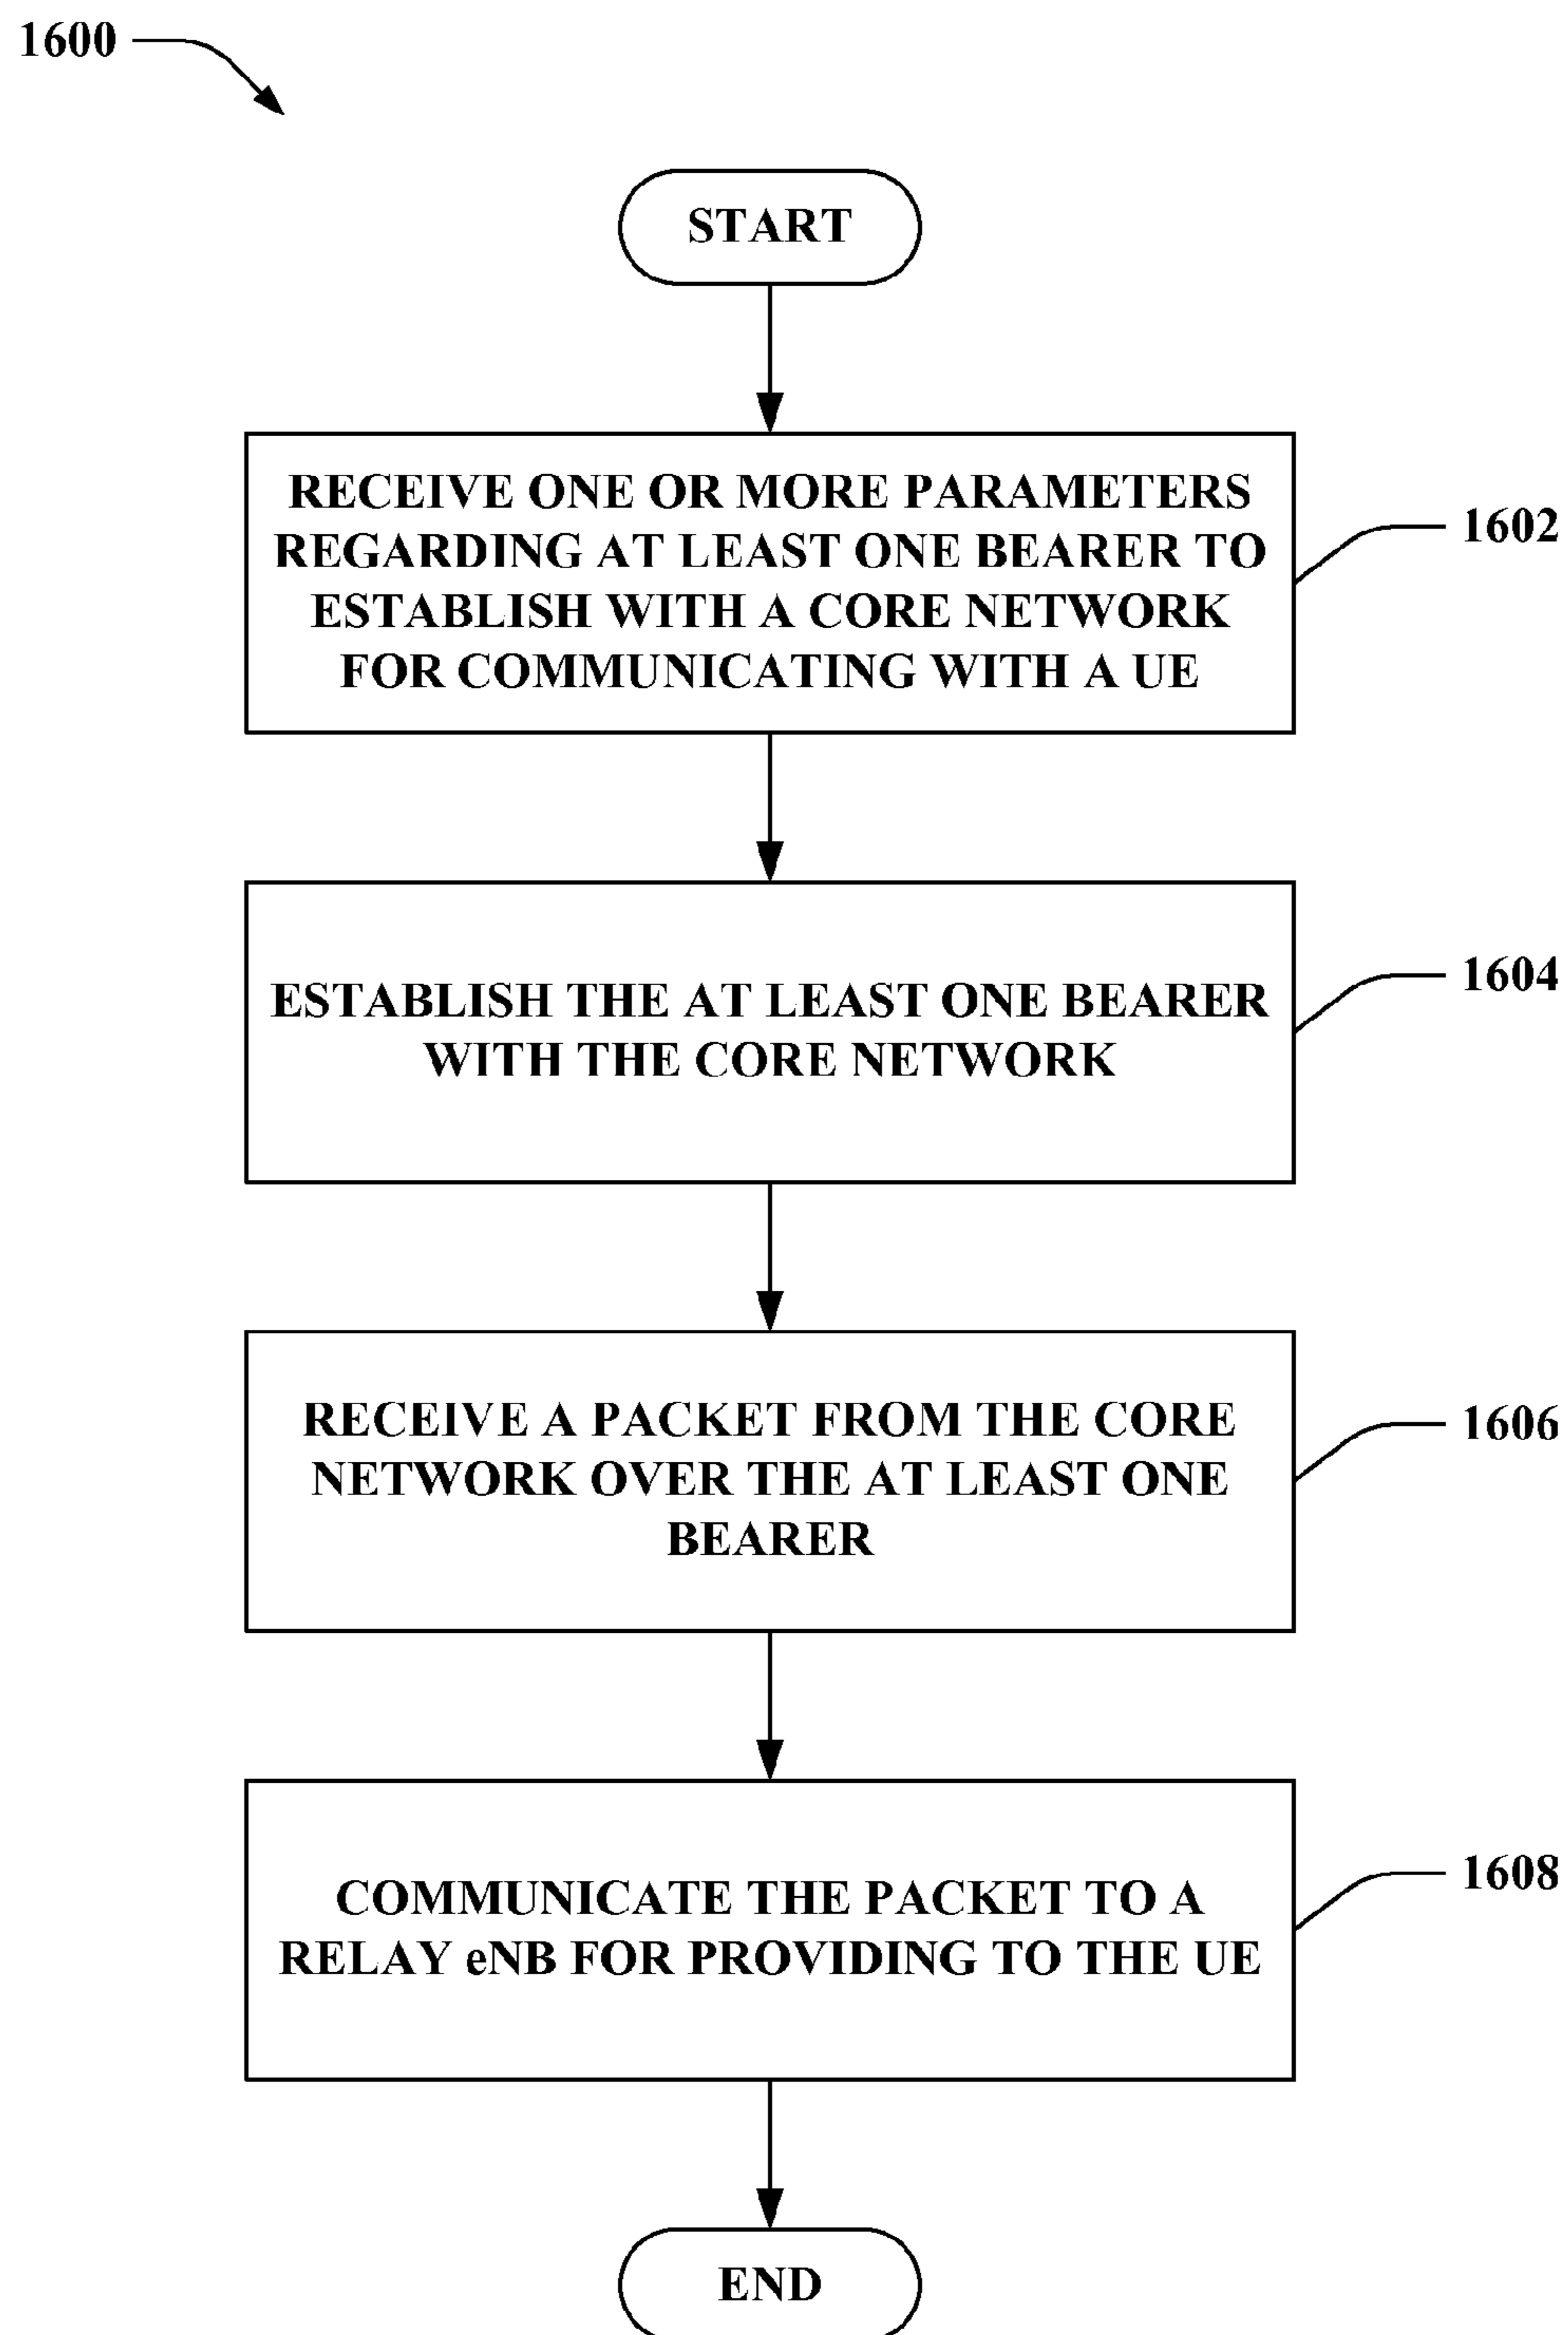 1600
START
RECEIVE ONE OR MORE PARAMETERS
REGARDING AT LEAST ONE BEARER TO
ESTABLISH WITH A CORE NETWORK
FOR COMMUNICATING WITH A UE
1602
ESTABLISH THE AT LEAST ONE BEARER
WITH THE CORE NETWORK
1604
RECEIVE A PACKET FROM THE CORE
NETWORK OVER THE AT LEAST ONE
BEARER
1606
COMMUNICATE THE PACKET TO A
RELAY eNB FOR PROVIDING TO THE UE
1608
END